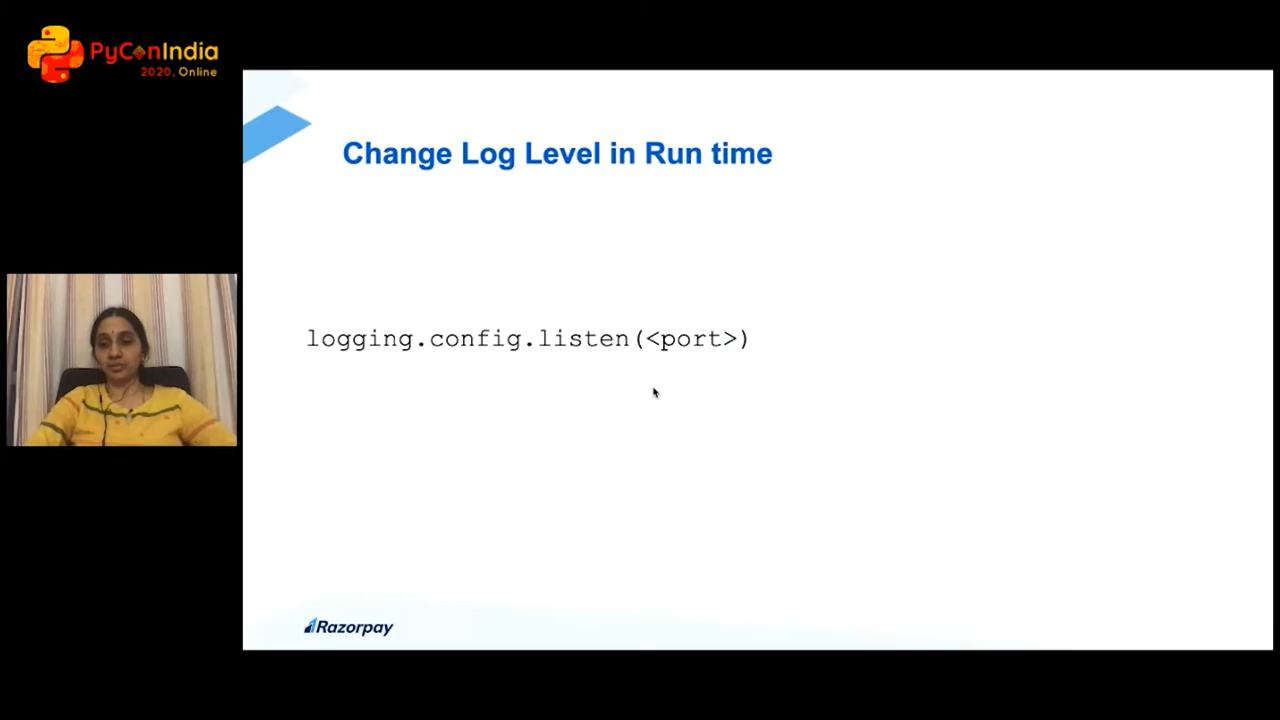 PyConIndia
2020, Online
Change Log Level in Run time
logging.config.listen(<port>)
Razorpay